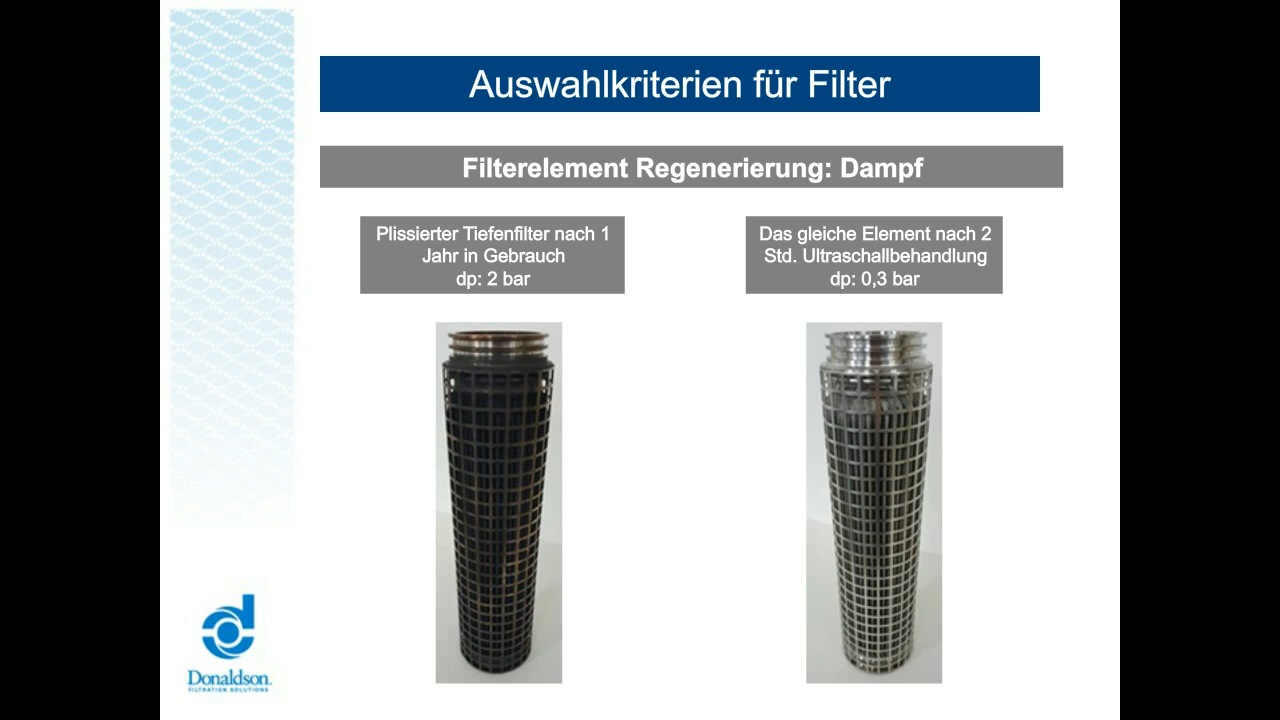 Auswahlkriterien für Filter
Filterelement Regenerierung: Dampf
Plissierter Tiefenfilter nach 1
Jahr in Gebrauch
dp: 2 bar
Das gleiche Element nach 2
Std. Ultraschallbehandlung
dp: 0,3 bar
Donaldson.
FILTRATION SOLUTIONS